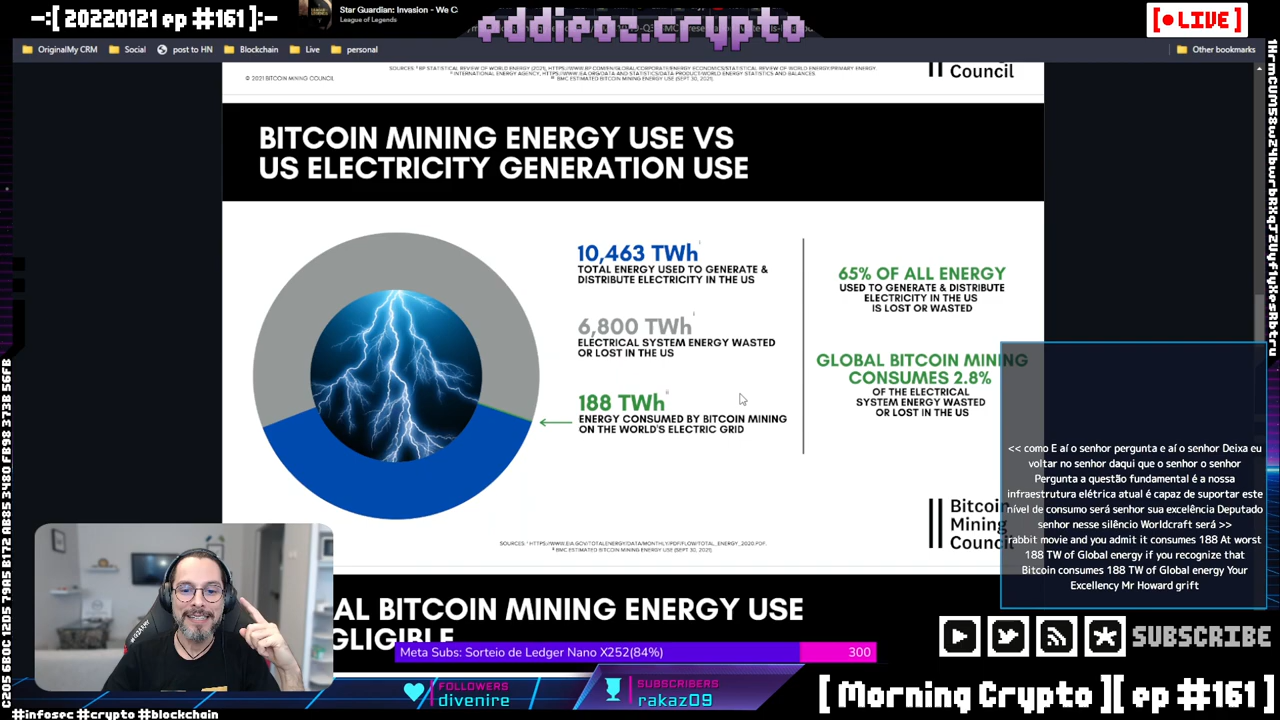 -:[ 20220121 ep #161 ]:-
Star Guardian: Invasion - We C
League of Legends
eddieoz.crypto
[ • LIVE ]
OriginalMy CRM
Social
post to HN
Blockchain
Live
personal
Other bookmarks
© 2021 BITCOIN MINING COUNCIL
Council
BITCOIN MINING ENERGY USE VS
US ELECTRICITY GENERATION USE
10,463 TWh
TOTAL ENERGY USED TO GENERATE &
DISTRIBUTE ELECTRICITY IN THE US
6,800 TWh
ELECTRICAL SYSTEM ENERGY WASTED
OR LOST IN THE US
188 TWh
ENERGY CONSUMED BY BITCOIN MINING
ON THE WORLD'S ELECTRIC GRID
65% OF ALL ENERGY
USED TO GENERATE & DISTRIBUTE
ELECTRICITY IN THE US
IS LOST OR WASTED
GLOBAL BITCOIN MINING
CONSUMES 2.8%
OF THE ELECTRICAL
SYSTEM ENERGY WASTED
OR LOST IN THE US
Bitcoin
Mining
Council
<< como E aí o senhor pergunta e aí o senhor Deixa eu
voltar no senhor daqui que o senhor o senhor
Pergunta a questão fundamental é a nossa
infraestrutura elétrica atual é capaz de suportar este
nível de energia Vossa excelência Deputado
senhor nesse silêncio Worldcraft será >>
rabbit movie and look that it consumes 188 At worst
1TW of world energy if you recognize that
Bitcoin consumes 188 TW of Global energy Your
Excellency Mr Howard grift
AL BITCOIN MINING ENERGY USE
GLIGIBLE
Meta Subs: Sorteio de Ledger Nano X252(84%)
300
FOLLOWERS
divenire
SUBSCRIBERS
rakaz09
SUBSCRIBE
[ Morning Crypto ][ ep #161 ]
#infosec #crypto #blockchain